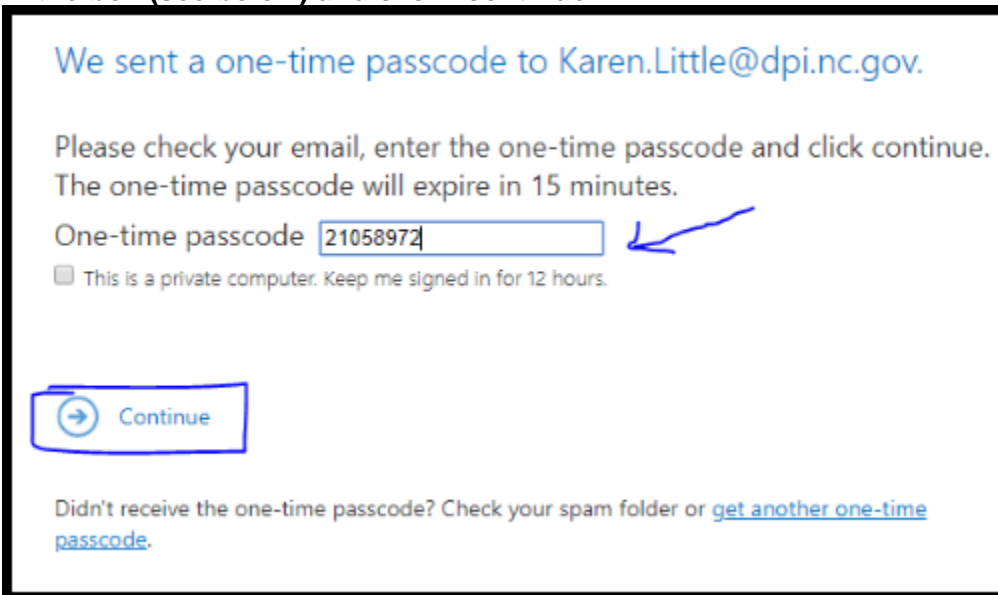 We sent a one-time passcode to Karen.Little@dpi.nc.gov.
Please check your email, enter the one-time passcode and click continue.
The one-time passcode will expire in 15 minutes.
One-time passcode 21058972
This is a private computer. Keep me signed in for 12 hours.
Continue
Didn't receive the one-time passcode? Check your spam folder or get another one-time
passcode.